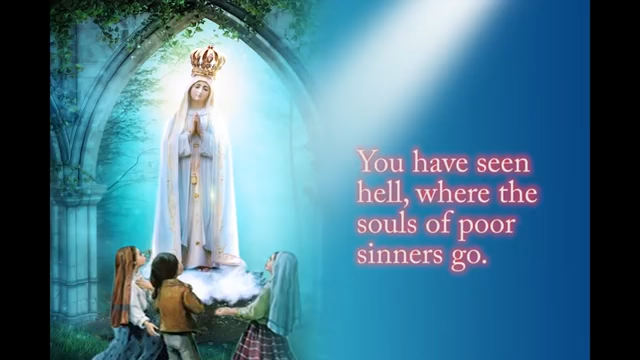 You have seen
hell, where the
souls of poor
sinners go.